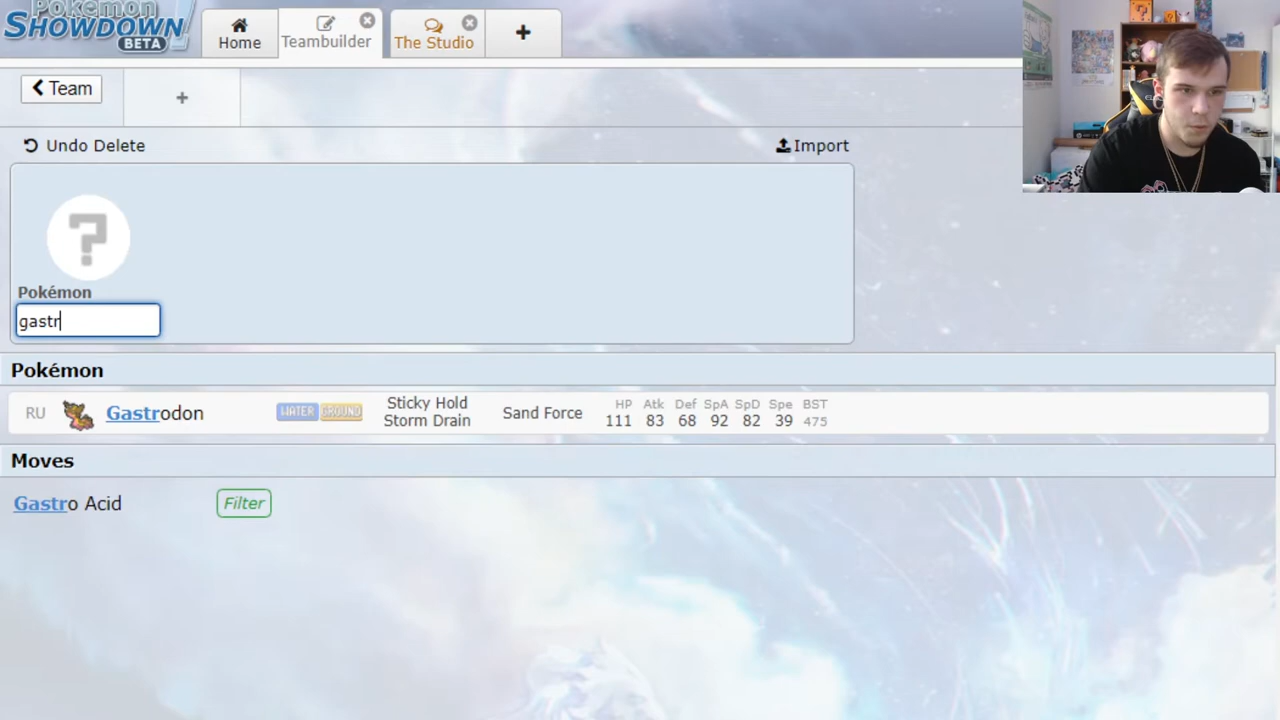 Pokémon
SHOWDOWN!
BETA
Home
Teambuilder
The Studio
+
Team
+
Undo Delete
Import
?
Pokémon
gastr
Pokémon
RU Gastrodon WATER GROUND Sticky Hold Storm Drain Sand Force HP 111 Atk 83 Def 68 SpA 92 SpD 82 Spe 39 BST 475
Moves
Gastro Acid Filter